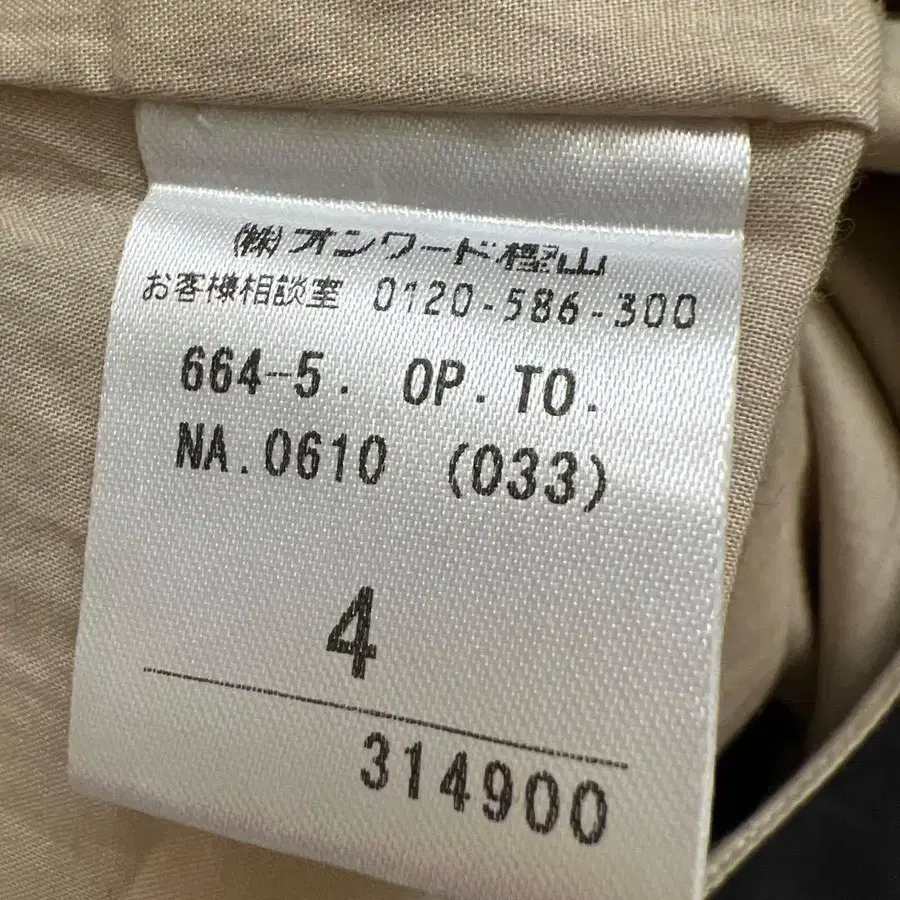 (株)オンワード樫山
お客様相談室 0120-586-300
664-5. OP.TO.
NA.0610 (033)
4
314900